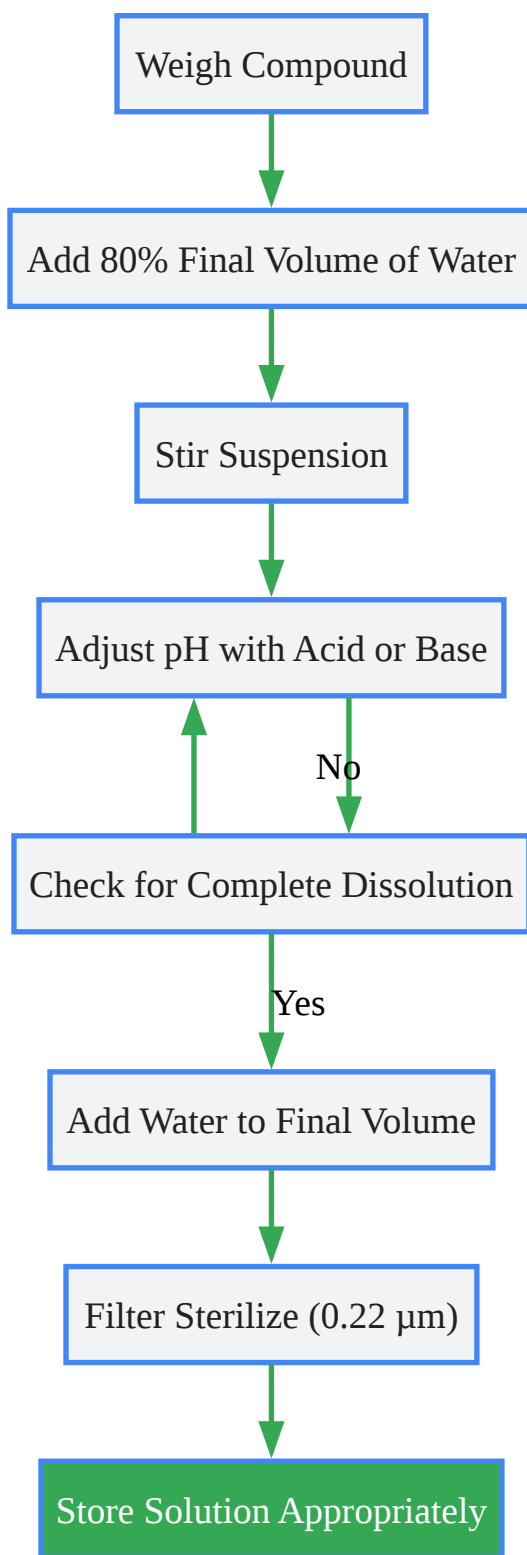 Weigh Compound
Add 80% Final Volume of Water
Stir Suspension
Adjust pH with Acid or Base
No
Check for Complete Dissolution
Yes
Add Water to Final Volume
Filter Sterilize (0.22 µm)
Store Solution Appropriately